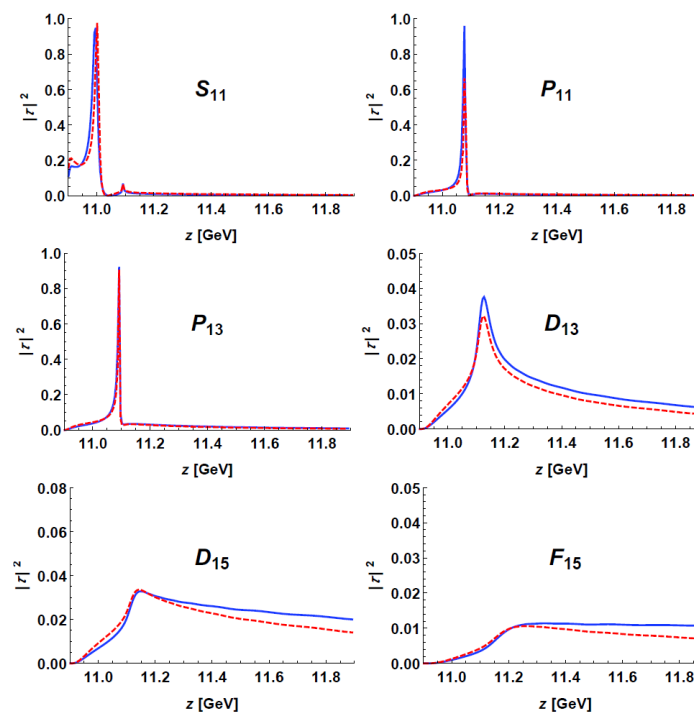 1.0
0.8
0.6
0.4
0.2
0.0
| τ | ²
S₁₁
11.0 11.2 11.4 11.6 11.8
z [GeV]
1.0
0.8
0.6
0.4
0.2
0.0
| τ | ²
P₁₁
11.0 11.2 11.4 11.6 11.8
z [GeV]
1.0
0.8
0.6
0.4
0.2
0.0
| τ | ²
P₁₃
11.0 11.2 11.4 11.6 11.8
z [GeV]
0.05
0.04
0.03
0.02
0.01
0.00
| τ | ²
D₁₃
11.0 11.2 11.4 11.6 11.8
z [GeV]
0.08
0.06
0.04
0.02
0.00
| τ | ²
D₁₅
11.0 11.2 11.4 11.6 11.8
z [GeV]
0.05
0.04
0.03
0.02
0.01
0.00
| τ | ²
F₁₅
11.0 11.2 11.4 11.6 11.8
z [GeV]